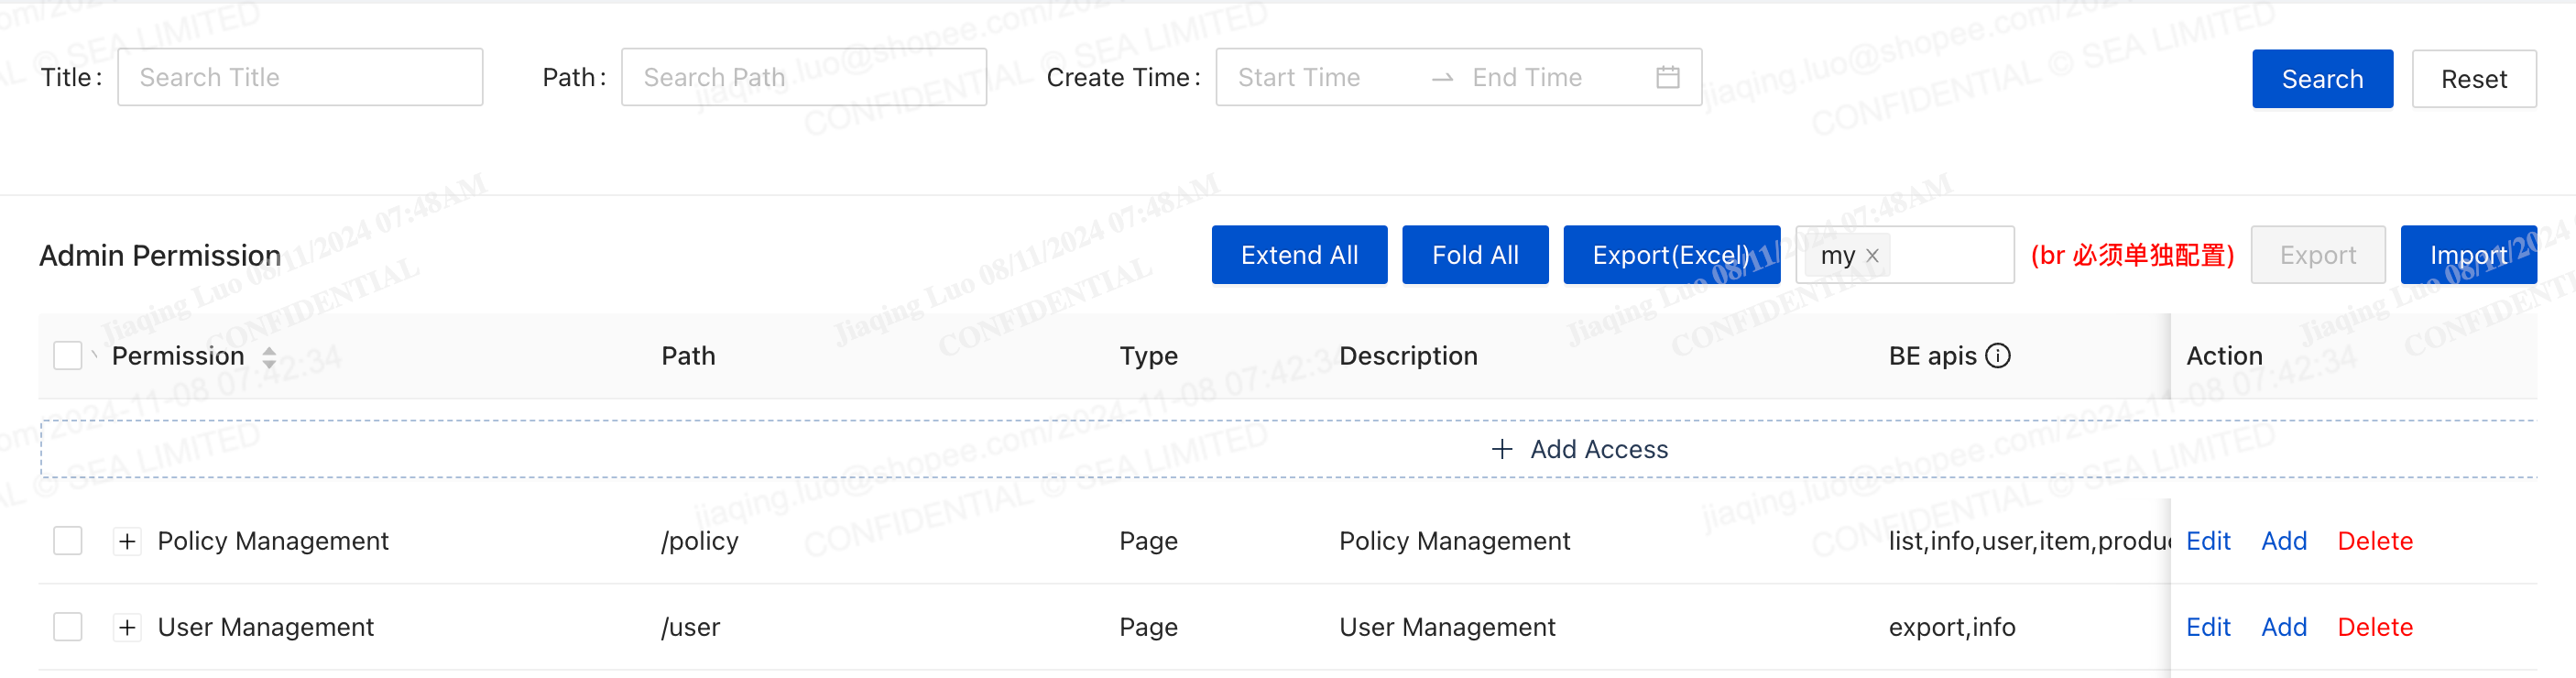 Title : Search Title Path : Search Path Create Time : Start Time End Time Search Reset
Admin Permission Extend All Fold All Export(Excel) my (br 必须单独配置) Export Import
Permission Path Type Description BE apis Action
Add Access
Policy Management /policy Page Policy Management list,info,user,item,produc Edit Add Delete
User Management /user Page User Management export,info Edit Add Delete
jiaqing.luo@shopee.com/2024-11-08 07:42:34
CONFIDENTIAL © SEA LIMITED
Jiaqing Luo 08/11/2024 07:48AM
CONFIDENTIAL